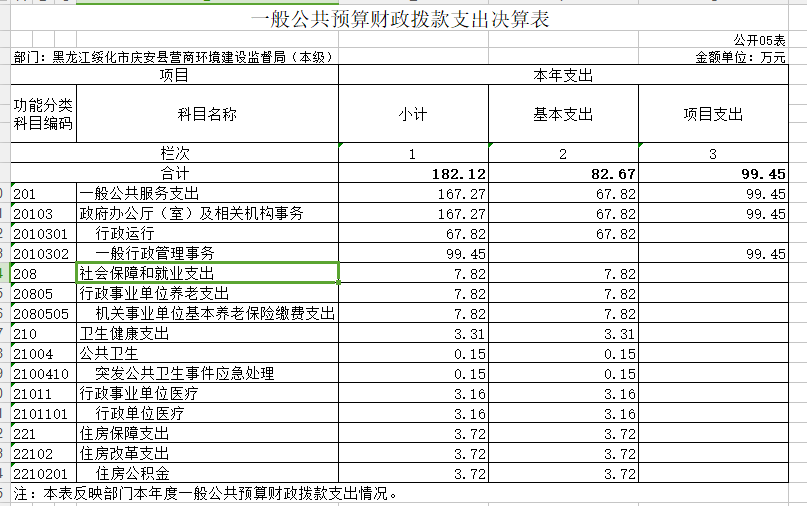 一般公共预算财政拨款支出决算表
公开05表
部门：黑龙江绥化市庆安县营商环境建设监督局（本级） 金额单位：万元
项目 本年支出
功能分类科目编码 科目名称 小计 基本支出 项目支出
栏次 1 2 3
合计 182.12 82.67 99.45
201 一般公共服务支出 167.27 67.82 99.45
20103 政府办公厅（室）及相关机构事务 167.27 67.82 99.45
2010301 行政运行 67.82 67.82
2010302 一般行政管理事务 99.45 99.45
208 社会保障和就业支出 7.82 7.82
20805 行政事业单位养老支出 7.82 7.82
2080505 机关事业单位基本养老保险缴费支出 7.82 7.82
210 卫生健康支出 3.31 3.31
21004 公共卫生 0.15 0.15
2100410 突发公共卫生事件应急处理 0.15 0.15
21011 行政事业单位医疗 3.16 3.16
2101101 行政单位医疗 3.16 3.16
221 住房保障支出 3.72 3.72
22102 住房改革支出 3.72 3.72
2210201 住房公积金 3.72 3.72
注：本表反映部门本年度一般公共预算财政拨款支出情况。